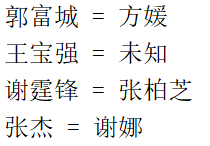 郭富城 = 方媛
王宝强 = 未知
谢霆锋 = 张柏芝
张杰 = 谢娜